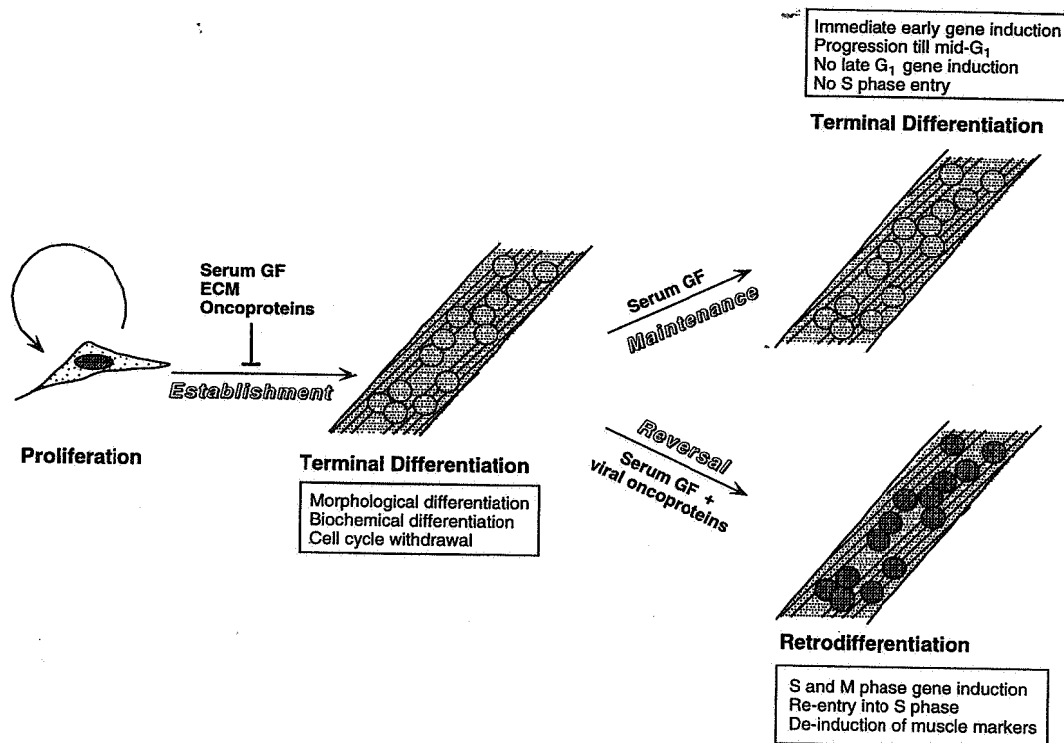 Immediate early gene induction
Progression till mid-G₁
No late G₁ gene induction
No S phase entry
Terminal Differentiation
Serum GF
ECM
Oncoproteins
Establishment
Proliferation
Terminal Differentiation
Morphological differentiation
Biochemical differentiation
Cell cycle withdrawal
Serum GF
Maintenance
Reversal
Serum GF +
viral oncoproteins
Retrodifferentiation
S and M phase gene induction
Re-entry into S phase
De-induction of muscle markers